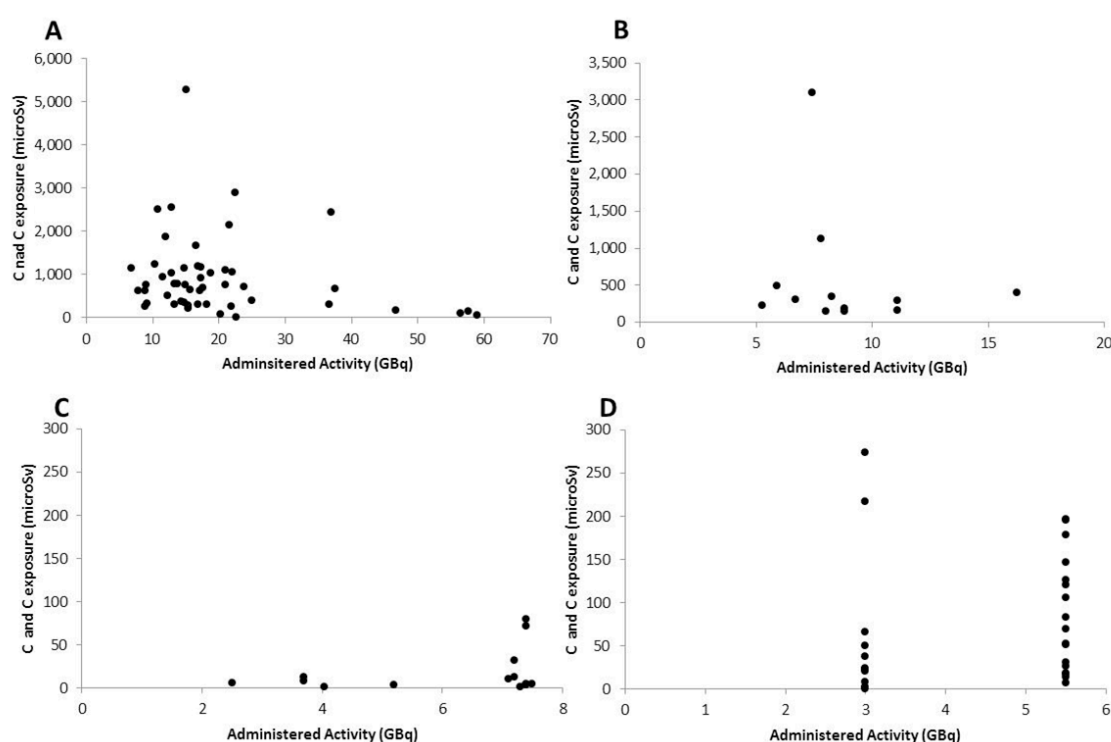 A
C nad C exposure (microSv)
6,000
5,000
4,000
3,000
2,000
1,000
0
0 10 20 30 40 50 60 70
Adminsitered Activity (GBq)
B
C and C exposure (microSv)
3,500
3,000
2,500
2,000
1,500
1,000
500
0
0 5 10 15 20
Administered Activity (GBq)
C
C and C exposure (microSv)
300
250
200
150
100
50
0
0 2 4 6 8
Administered Activity (GBq)
D
C and C exposure (microSv)
300
250
200
150
100
50
0
0 1 2 3 4 5 6
Administered Activity (GBq)